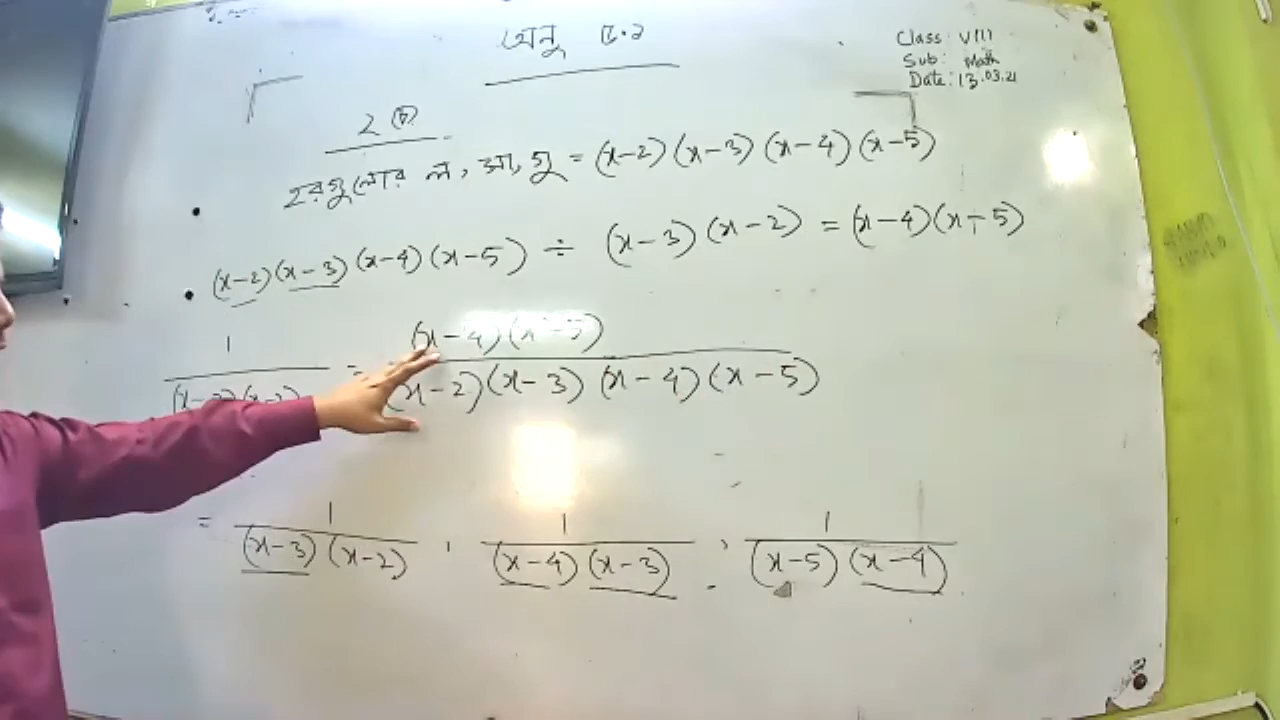 অনু ৫.২
Class: VIII
Sub: Math
Date: 13.03.21
হরগুলোর ল, সা, গু = (x-2) (x-3) (x-4) (x-5)
(x-2) (x-3) (x-4) (x-5) ÷ (x-3) (x-2) = (x-4) (x-5)
1 / (x-3) (x-2) = (x-4) (x-5) / (x-2) (x-3) (x-4) (x-5)
= 1 / (x-3) (x-2) , 1 / (x-4) (x-3) , 1 / (x-5) (x-4)